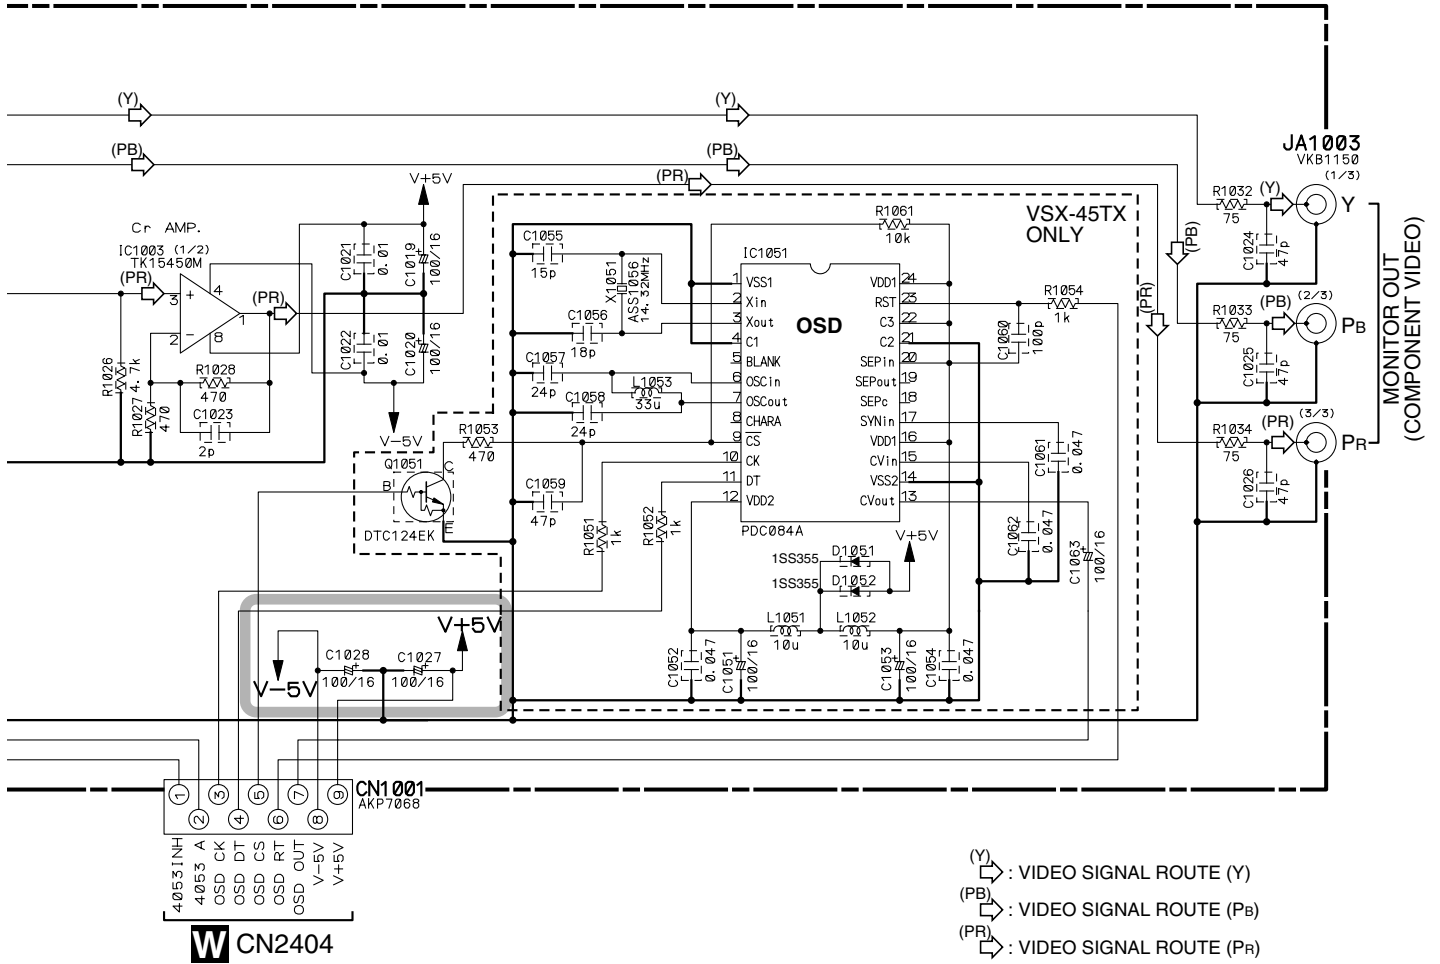 (Y)
(Y)
(PB)
(PB)
(PR)
JA1003
VKB1150
(1/3)
R1032
75
(Y)
Y
C1024
47p
(PB)
R1033
75
(PB)
(2/3)
PB
C1025
47p
(PR)
R1034
75
(PR)
(3/3)
PR
C1026
47p
MONITOR OUT
(COMPONENT VIDEO)
V+5V
Cr AMP.
IC1003 (1/2)
TK15450M
(PR)
3
+
4
1
2
-
8
(PR)
C1021
0.01
C1019
+
100/16
C1022
0.01
C1020
+
100/16
V-5V
R1026
4.7k
R1027
470
R1028
470
C1023
2p
VSX-45TX
ONLY
C1055
15p
X1051
ASS1056
14.32MHz
C1056
18p
C1057
24p
L1053
33u
C1058
24p
R1053
470
Q1051
B
C
E
DTC124EK
C1059
47p
R1051
1k
R1052
1k
R1061
10k
IC1051
OSD
1 VSS1
2 Xin
3 Xout
4 C1
5 BLANK
6 OSCin
7 OSCout
8 CHARA
9 CS
10 CK
11 DT
12 VDD2
VDD1 24
RST 23
C3 22
C2 21
SEPin 20
SEPout 19
SEPc 18
SYNin 17
VDD1 16
CVin 15
VSS2 14
CVout 13
PDC084A
R1054
1k
C1060
100p
C1061
0.047
C1062
0.047
C1063
+
100/16
V+5V
1SS355
D1051
1SS355
D1052
L1051
10u
L1052
10u
C1052
0.047
C1051
+
100/16
C1053
+
100/16
C1054
0.047
V+5V
C1028
+
100/16
C1027
+
100/16
V-5V
CN1001
AKP7068
1
2
3
4
5
6
7
8
9
4053INH
4053 A
OSD CK
OSD DT
OSD CS
OSD RT
OSD OUT
V-5V
V+5V
W CN2404
(Y)
: VIDEO SIGNAL ROUTE (Y)
(PB)
: VIDEO SIGNAL ROUTE (PB)
(PR)
: VIDEO SIGNAL ROUTE (PR)